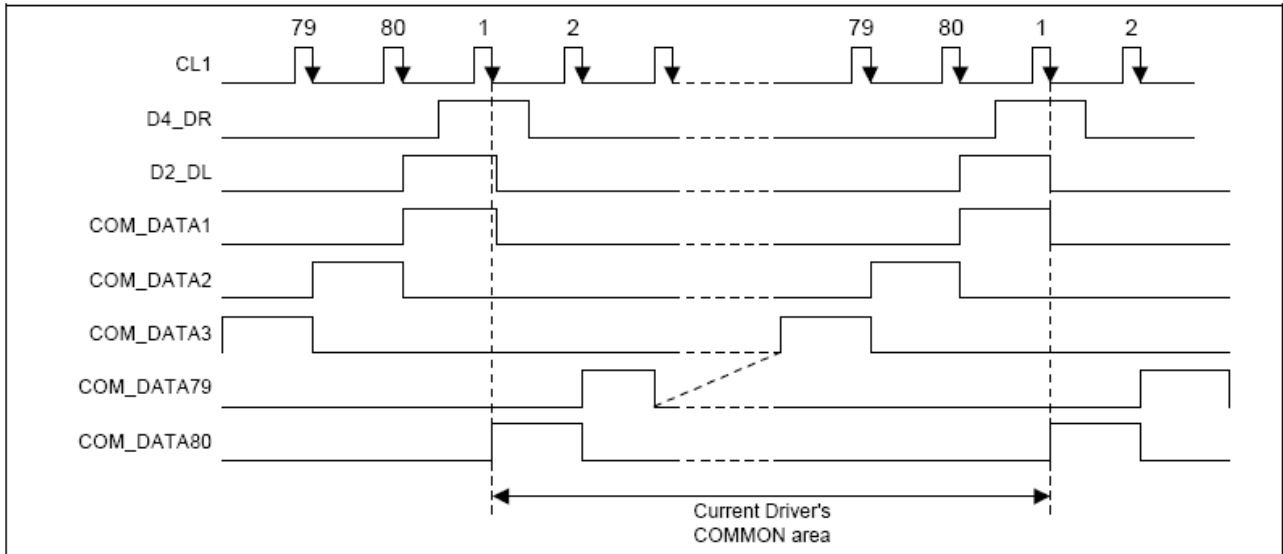 79 80 1 2 79 80 1 2
CL1
D4_DR
D2_DL
COM_DATA1
COM_DATA2
COM_DATA3
COM_DATA79
COM_DATA80
Current Driver's
COMMON area